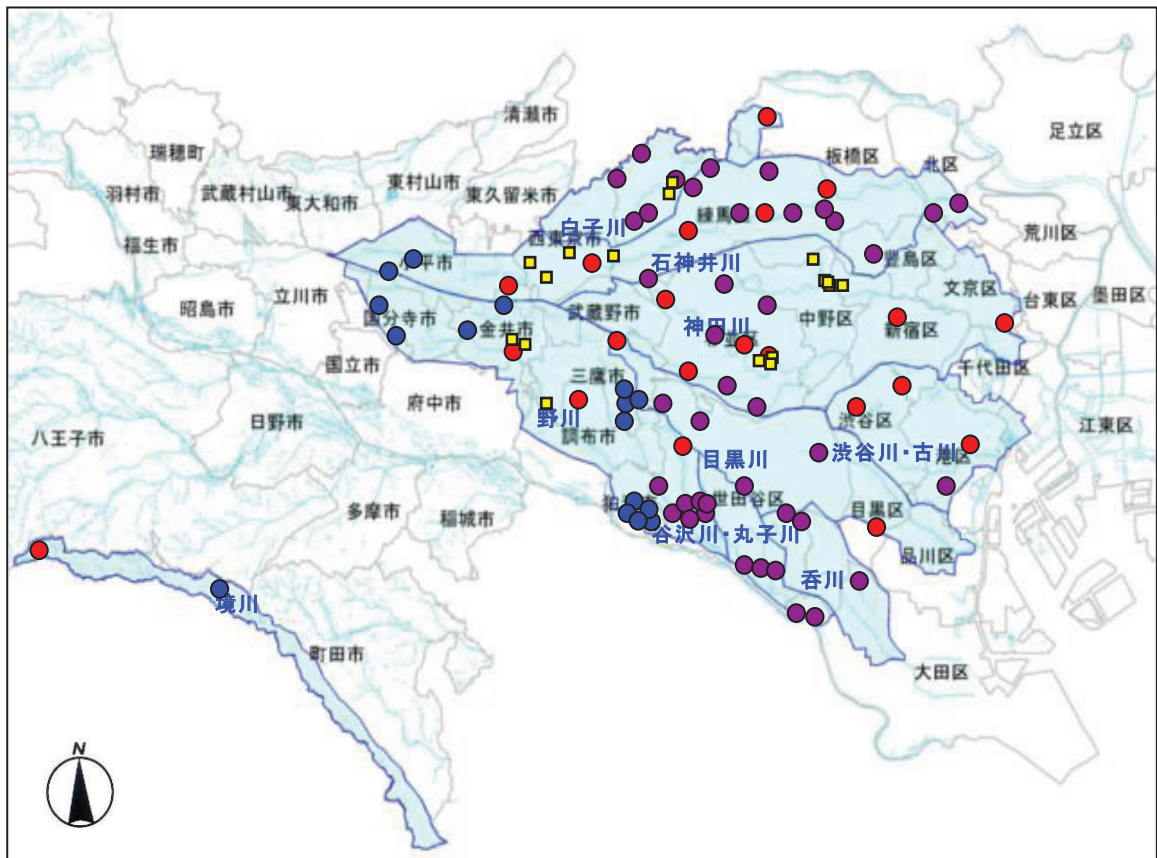 清瀬市
足立区
瑞穂町
板橋区
北区
東村山市
羽村市
武蔵村山市
東久留米市
東大和市
練馬区
白子川
荒川区
福生市
西東京市
小平市
石神井川
豊島区
文京区
立川市
台東区
墨田区
昭島市
武蔵野市
国分寺市
神田川
中野区
新宿区
小金井市
杉並区
国立市
千代田区
三鷹市
府中市
野川
渋谷区
日野市
江東区
八王子市
調布市
渋谷川・古川
港区
目黒川
狛江市
世田谷区
多摩市
稲城市
目黒区
谷沢川・丸子川
品川区
呑川
境川
町田市
大田区
N